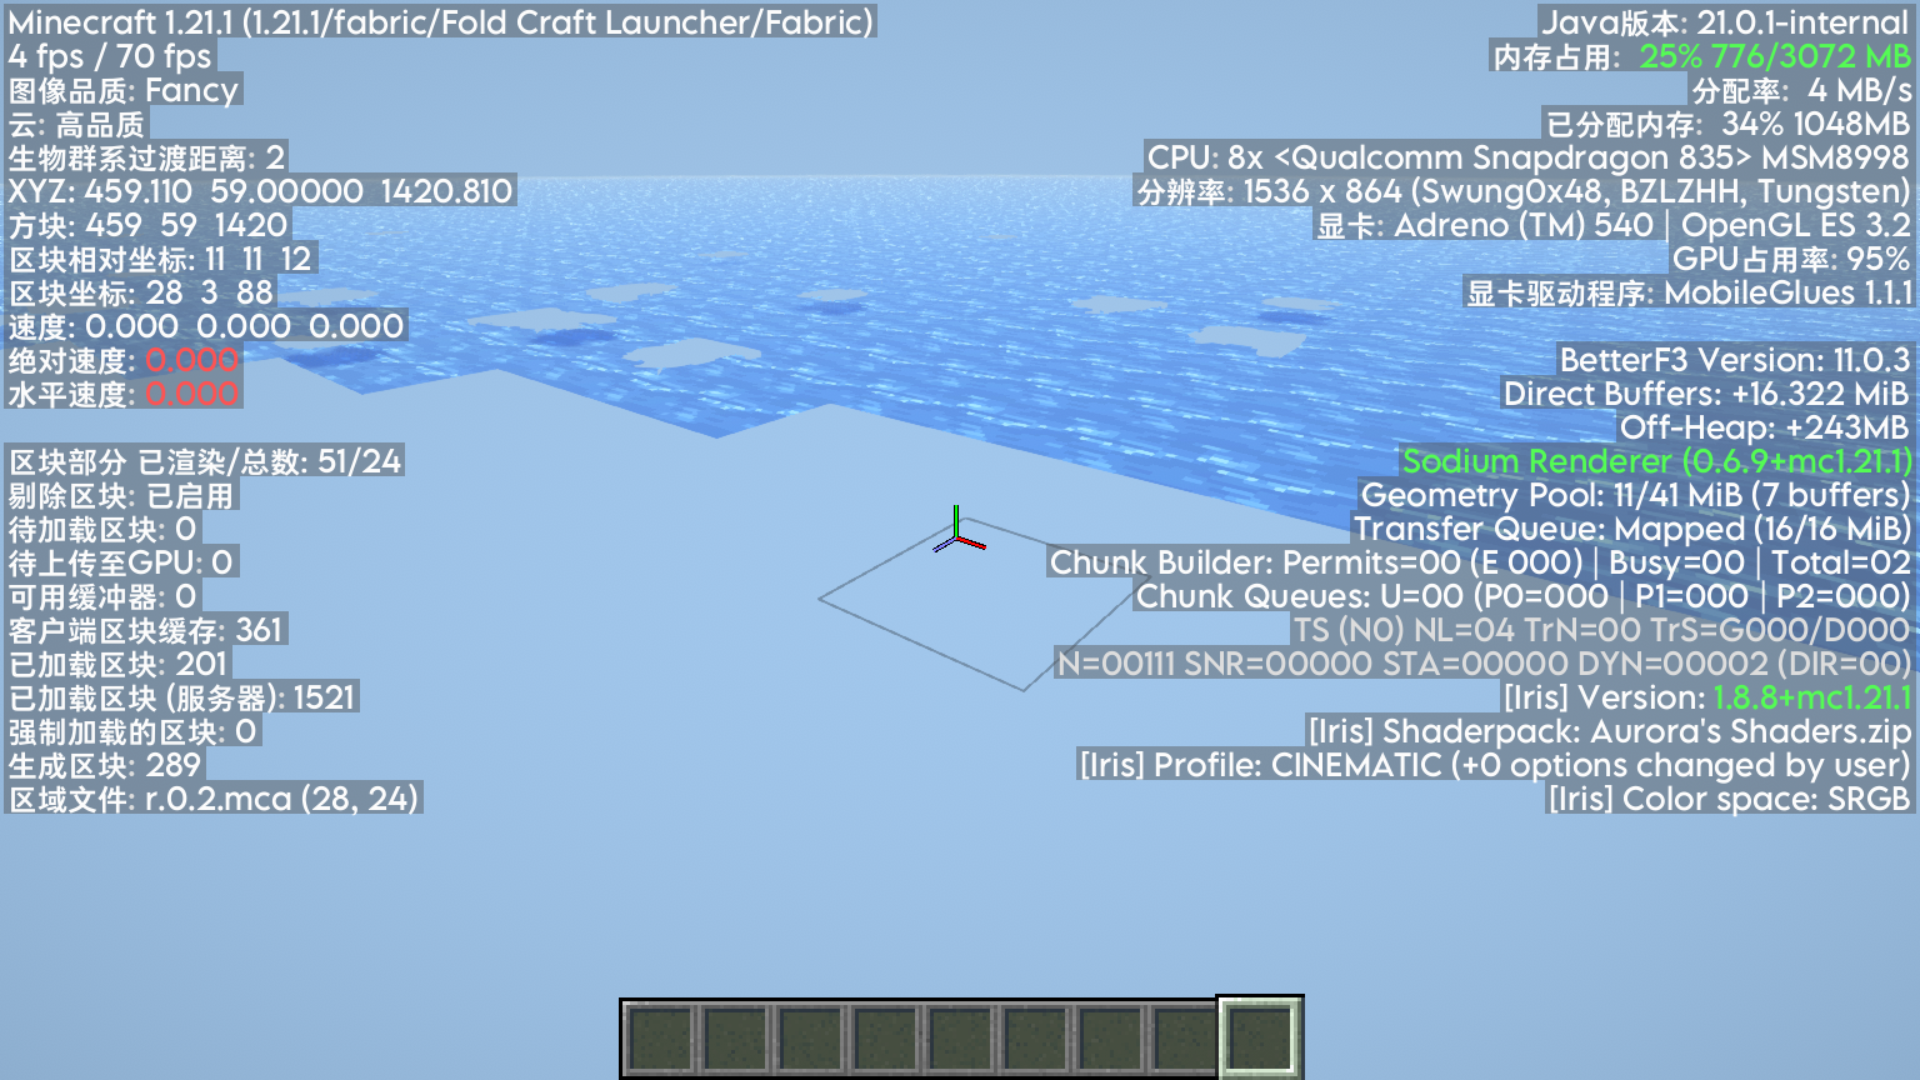 Minecraft 1.21.1 (1.21.1/fabric/Fold Craft Launcher/Fabric)
4 fps / 70 fps
图像品质: Fancy
云: 高品质
生物群系过渡距离: 2
XYZ: 459.110 59.00000 1420.810
方块: 459 59 1420
区块相对坐标: 11 11 12
区块坐标: 28 3 88
速度: 0.000 0.000 0.000
绝对速度: 0.000
水平速度: 0.000
区块部分 已渲染/总数: 51/24
剔除区块: 已启用
待加载区块: 0
待上传至GPU: 0
可用缓冲器: 0
客户端区块缓存: 361
已加载区块: 201
已加载区块 (服务器): 1521
强制加载的区块: 0
生成区块: 289
区域文件: r.0.2.mca (28, 24)
Java版本: 21.0.1-internal
内存占用: 25% 776/3072 MB
分配率: 4 MB/s
已分配内存: 34% 1048MB
CPU: 8x <Qualcomm Snapdragon 835> MSM8998
分辨率: 1536 x 864 (Swung0x48, BZLZHH, Tungsten)
显卡: Adreno (TM) 540 | OpenGL ES 3.2
GPU占用率: 95%
显卡驱动程序: MobileGlues 1.1.1
BetterF3 Version: 11.0.3
Direct Buffers: +16.322 MiB
Off-Heap: +243MB
Sodium Renderer (0.6.9+mc1.21.1)
Geometry Pool: 11/41 MiB (7 buffers)
Transfer Queue: Mapped (16/16 MiB)
Chunk Builder: Permits=00 (E 000) | Busy=00 | Total=02
Chunk Queues: U=00 (P0=000 | P1=000 | P2=000)
TS (N0) NL=04 TrN=00 TrS=G000/D000
N=00111 SNR=00000 STA=00000 DYN=00002 (DIR=00)
[Iris] Version: 1.8.8+mc1.21.1
[Iris] Shaderpack: Aurora's Shaders.zip
[Iris] Profile: CINEMATIC (+0 options changed by user)
[Iris] Color space: SRGB